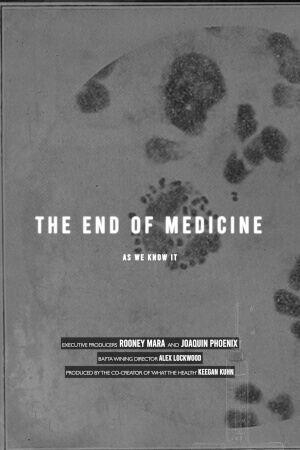 THE END OF MEDICINE
AS WE KNOW IT
EXECUTIVE PRODUCERS ROONEY MARA AND JOAQUIN PHOENIX
BAFTA WINING DIRECTOR ALEX LOCKWOOD
PRODUCED BY THE CO-CREATOR OF WHAT THE HEALTH KEEGAN KUHN